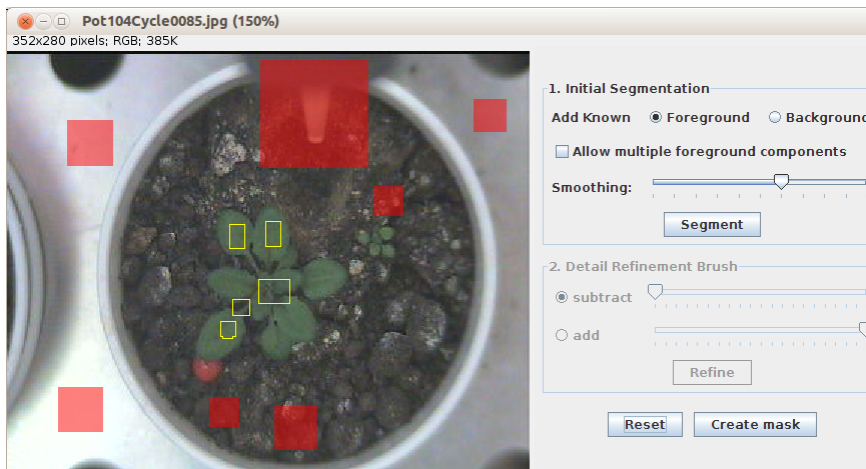 Pot104Cycle0085.jpg (150%)
352x280 pixels; RGB; 385K
1. Initial Segmentation
Add Known Foreground Background
Allow multiple foreground components
Smoothing:
Segment
2. Detail Refinement Brush
subtract
add
Refine
Reset Create mask